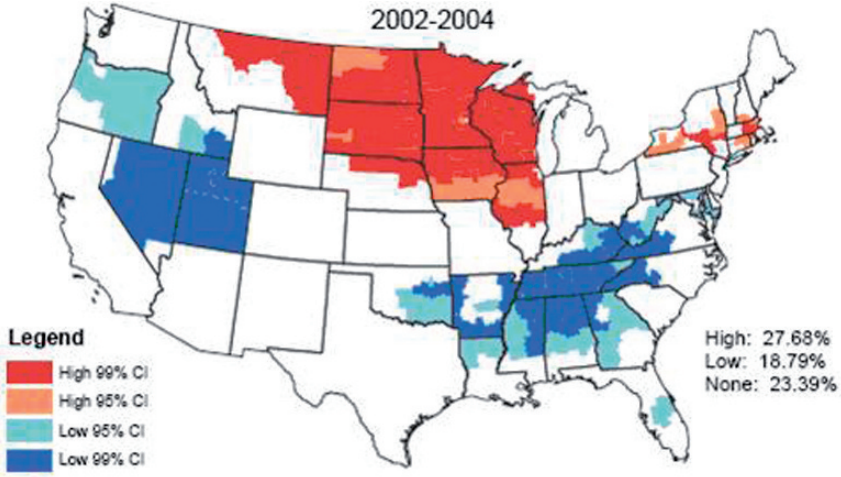 2002-2004
Legend
High 99% CI
High 95% CI
Low 95% CI
Low 99% CI
High: 27.68%
Low: 18.79%
None: 23.39%